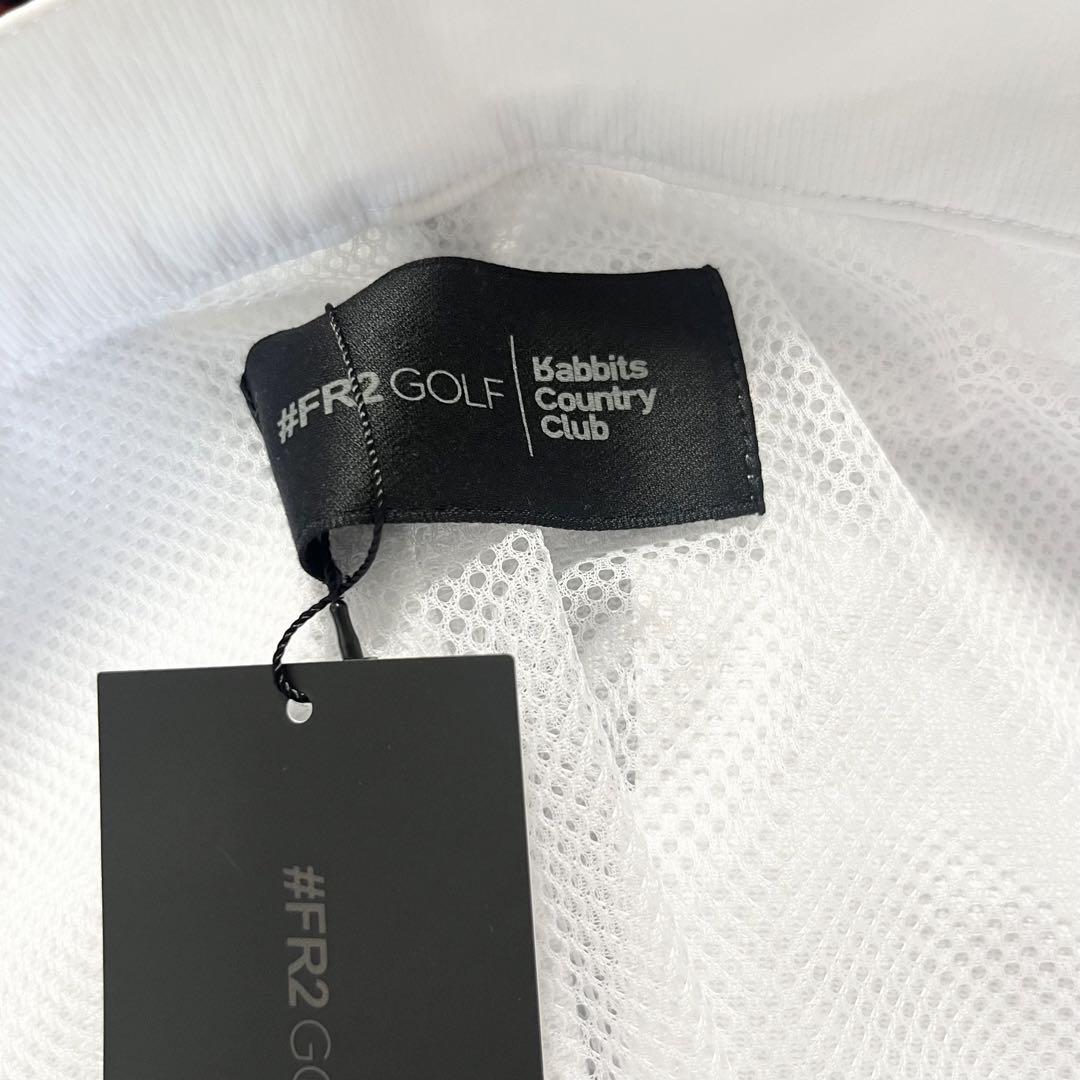 #FR2 GOLF
Rabbits
Country
Club
#FR2 GO